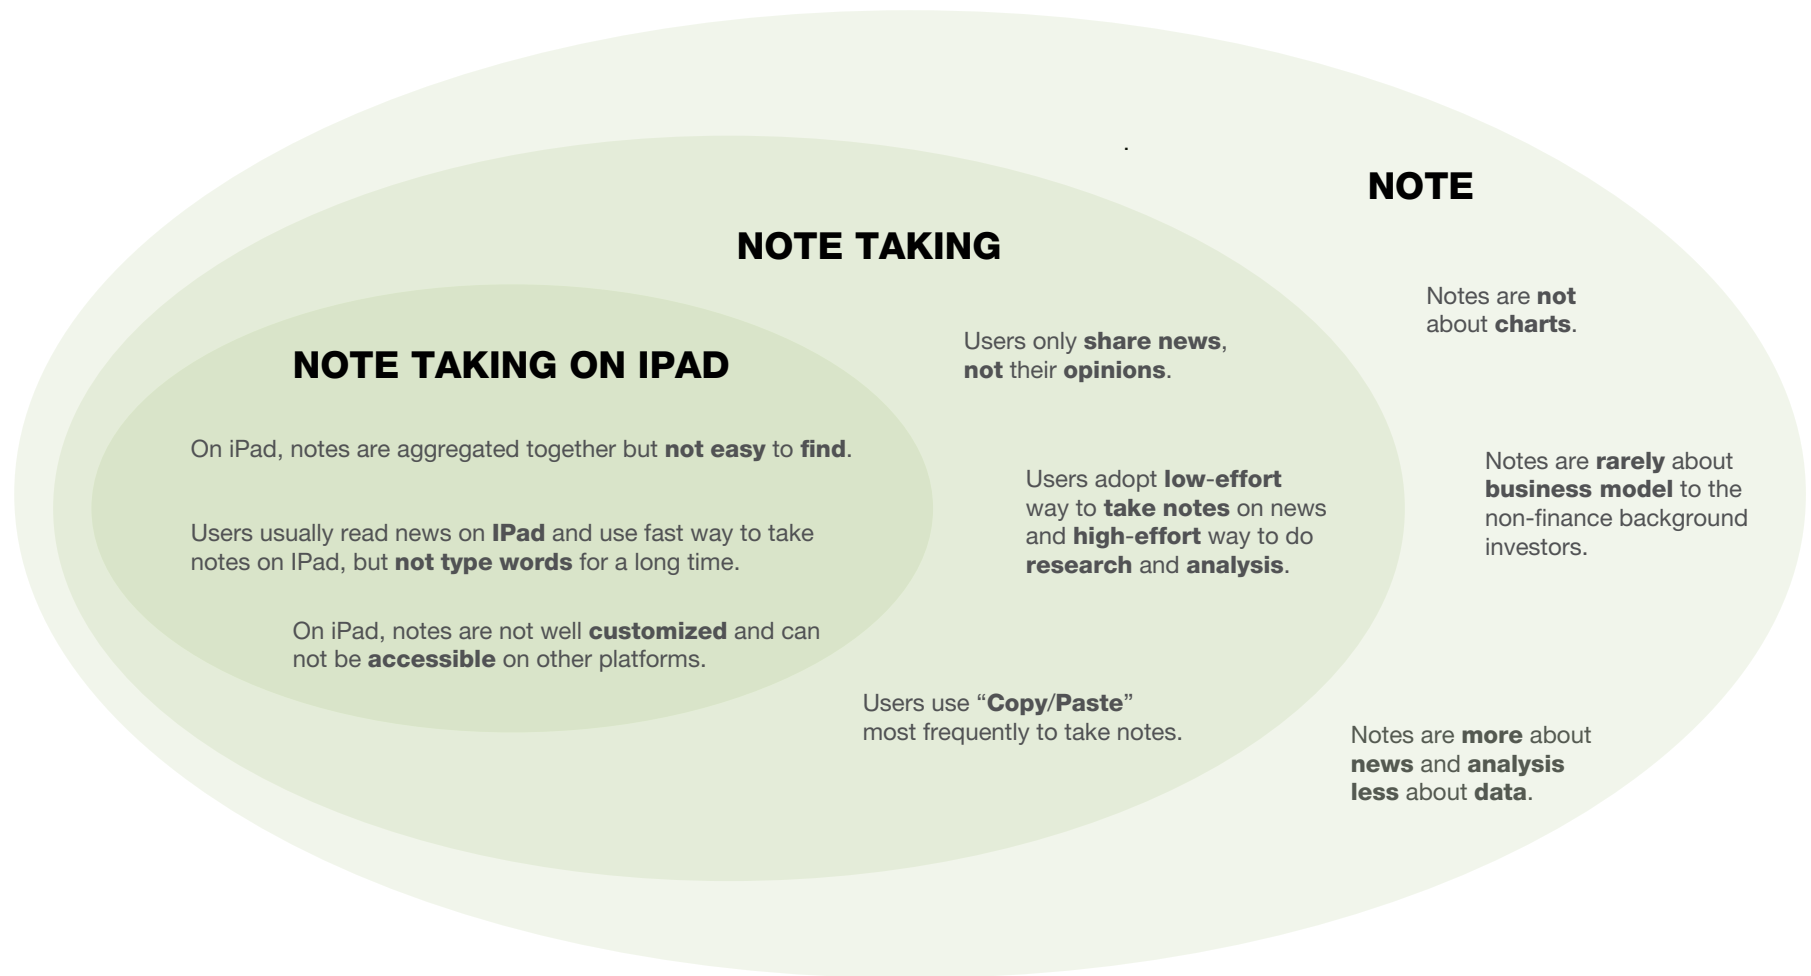 NOTE
Notes are not
about charts.
Notes are rarely about
business model to the
non-finance background
investors.
Notes are more about
news and analysis
less about data.
NOTE TAKING
Users only share news,
not their opinions.
Users adopt low-effort
way to take notes on news
and high-effort way to do
research and analysis.
Users use “Copy/Paste”
most frequently to take notes.
NOTE TAKING ON IPAD
On iPad, notes are aggregated together but not easy to find.
Users usually read news on IPad and use fast way to take
notes on IPad, but not type words for a long time.
On iPad, notes are not well customized and can
not be accessible on other platforms.